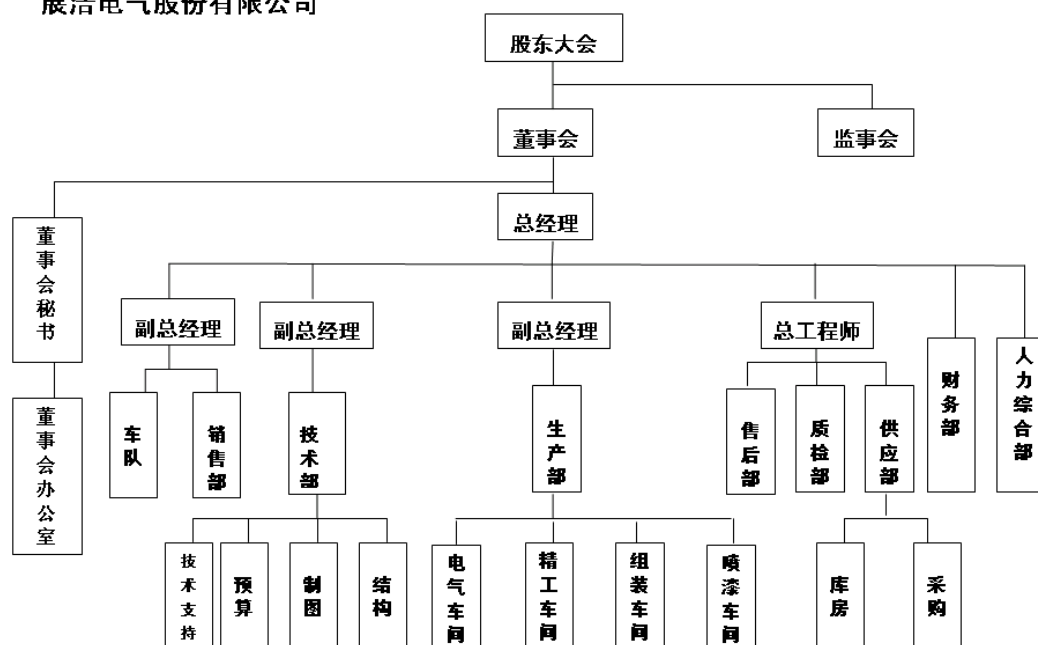 展浩电气股份有限公司
股东大会
董事会
监事会
总经理
董事会秘书
副总经理
副总经理
副总经理
总工程师
财务部
人力综合部
董事会办公室
车队
销售部
技术部
生产部
售后部
质检部
供应部
技术支持
预算
制图
结构
电气车间
精工车间
组装车间
喷漆车间
库房
采购